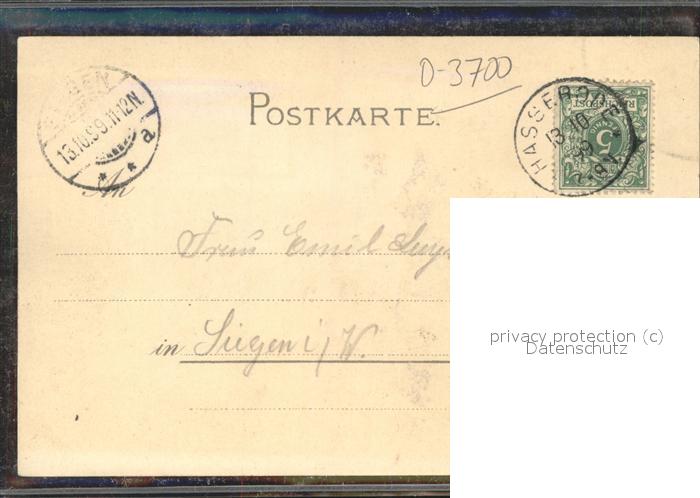 D-3700
POSTKARTE.
SIEGEN
13.10.99.11-12N.
* a *
HASSERODE
13 10
REICHSPOST
5
An
Frau Emil
in Siegen i/W.
privacy protection (c)
Datenschutz